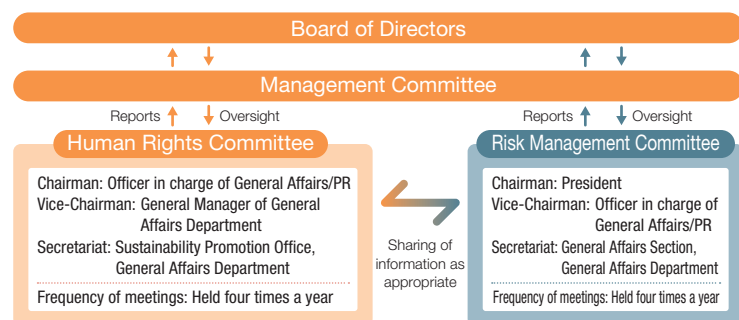 Board of Directors
Management Committee
Reports
Oversight
Reports
Oversight
Human Rights Committee
Chairman: Officer in charge of General Affairs/PR
Vice-Chairman: General Manager of General
Affairs Department
Secretariat: Sustainability Promotion Office,
General Affairs Department
Frequency of meetings: Held four times a year
Sharing of
information as
appropriate
Risk Management Committee
Chairman: President
Vice-Chairman: Officer in charge of
General Affairs/PR
Secretariat: General Affairs Section,
General Affairs Department
Frequency of meetings: Held four times a year